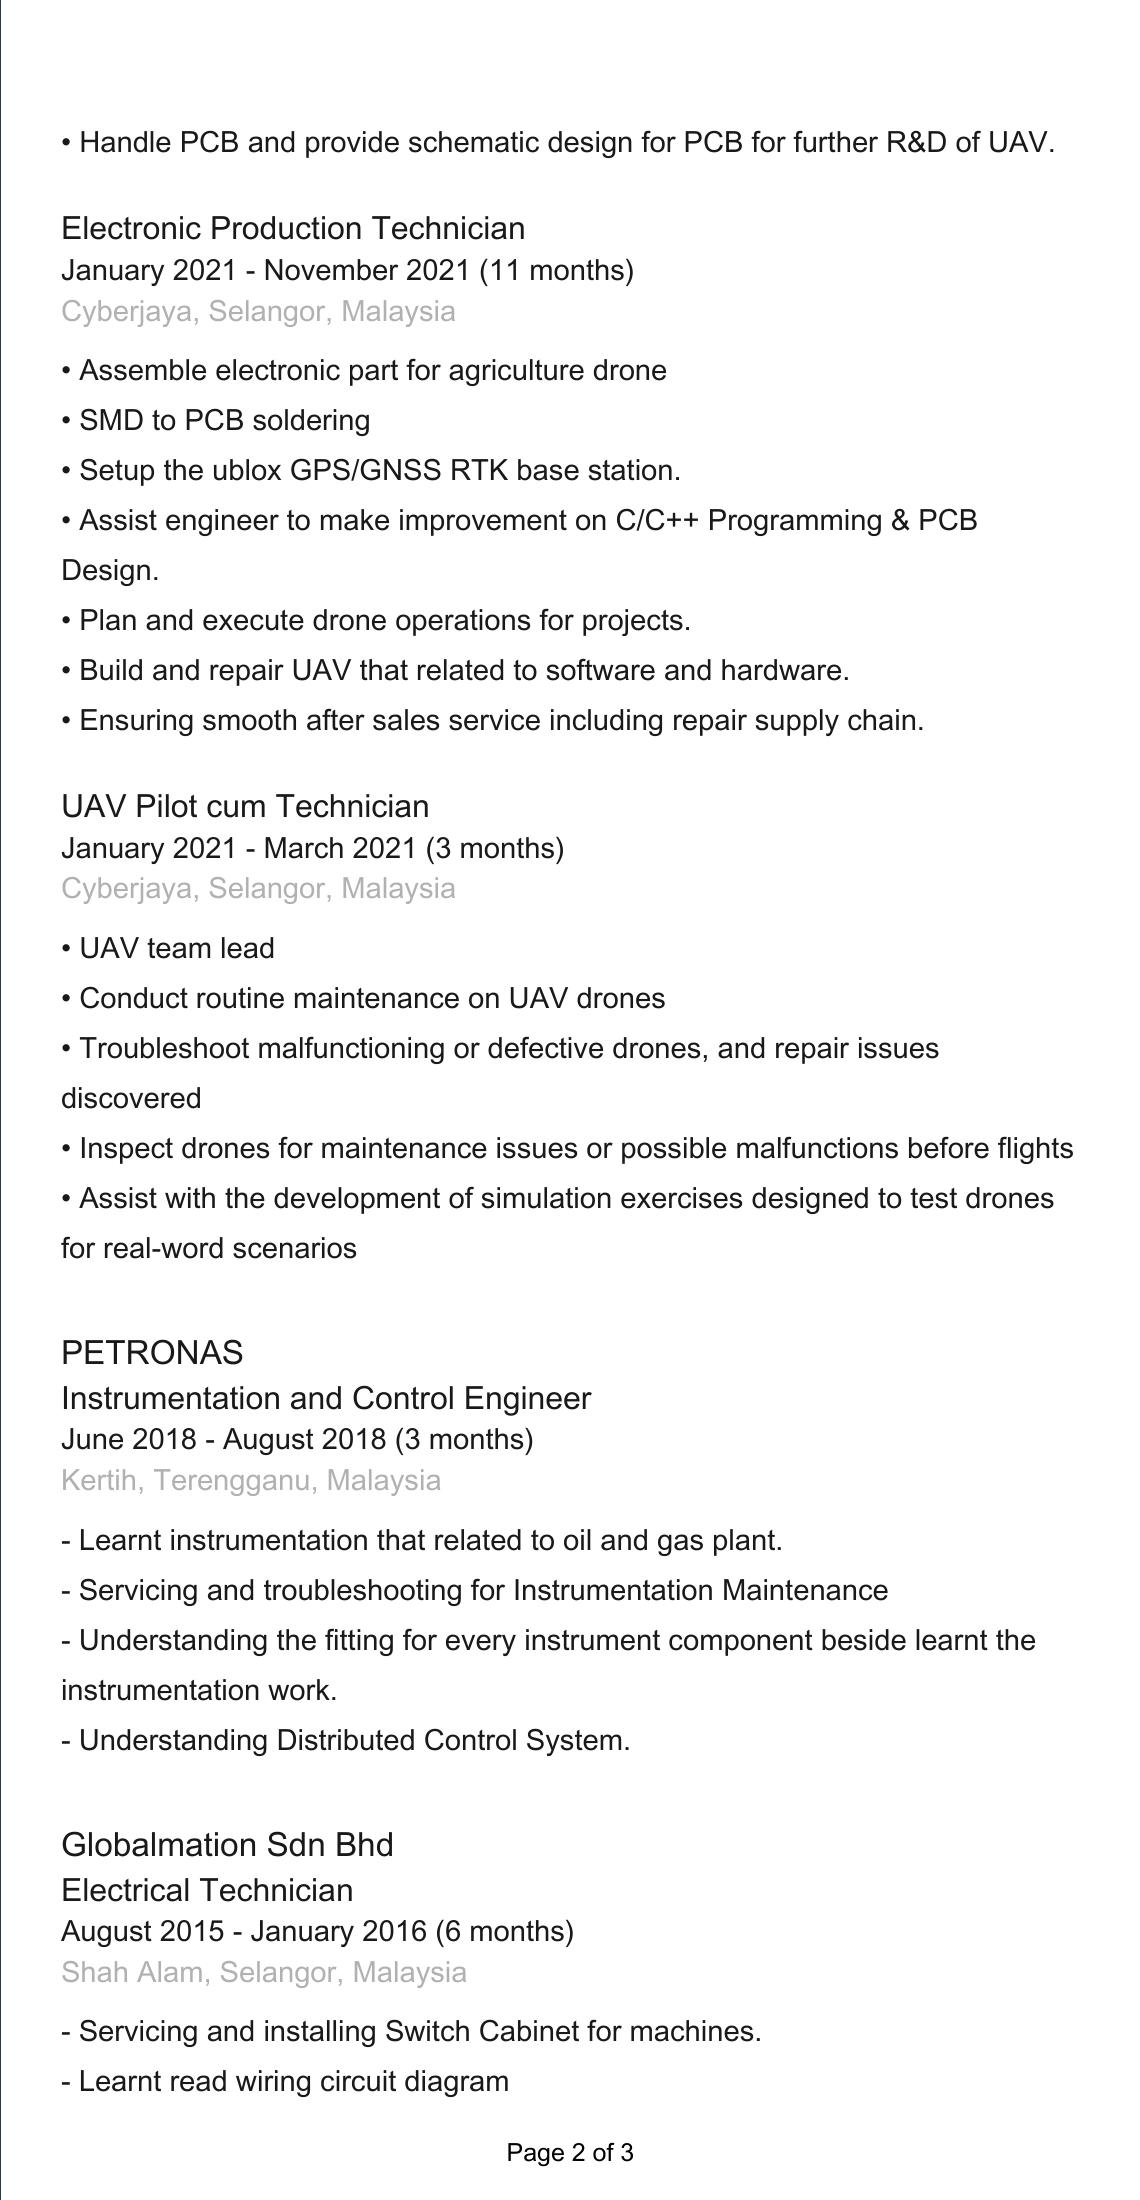 • Handle PCB and provide schematic design for PCB for further R&D of UAV.
Electronic Production Technician
January 2021 - November 2021 (11 months)
Cyberjaya, Selangor, Malaysia
• Assemble electronic part for agriculture drone
• SMD to PCB soldering
• Setup the ublox GPS/GNSS RTK base station.
• Assist engineer to make improvement on C/C++ Programming & PCB
Design.
• Plan and execute drone operations for projects.
• Build and repair UAV that related to software and hardware.
• Ensuring smooth after sales service including repair supply chain.
UAV Pilot cum Technician
January 2021 - March 2021 (3 months)
Cyberjaya, Selangor, Malaysia
• UAV team lead
• Conduct routine maintenance on UAV drones
• Troubleshoot malfunctioning or defective drones, and repair issues
discovered
• Inspect drones for maintenance issues or possible malfunctions before flights
• Assist with the development of simulation exercises designed to test drones
for real-word scenarios
PETRONAS
Instrumentation and Control Engineer
June 2018 - August 2018 (3 months)
Kertih, Terengganu, Malaysia
- Learnt instrumentation that related to oil and gas plant.
- Servicing and troubleshooting for Instrumentation Maintenance
- Understanding the fitting for every instrument component beside learnt the
instrumentation work.
- Understanding Distributed Control System.
Globalmation Sdn Bhd
Electrical Technician
August 2015 - January 2016 (6 months)
Shah Alam, Selangor, Malaysia
- Servicing and installing Switch Cabinet for machines.
- Learnt read wiring circuit diagram
Page 2 of 3